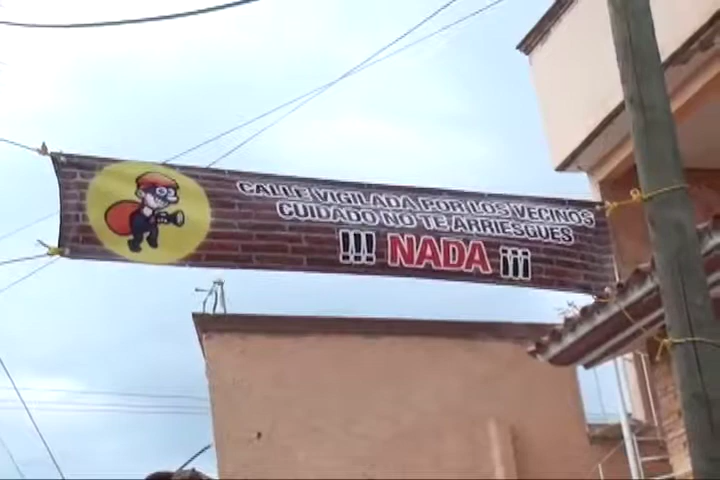 CALLE VIGILADA POR LOS VECINOS
CUIDADO NO TE ARRIESGUES
!!! NADA ¡¡¡